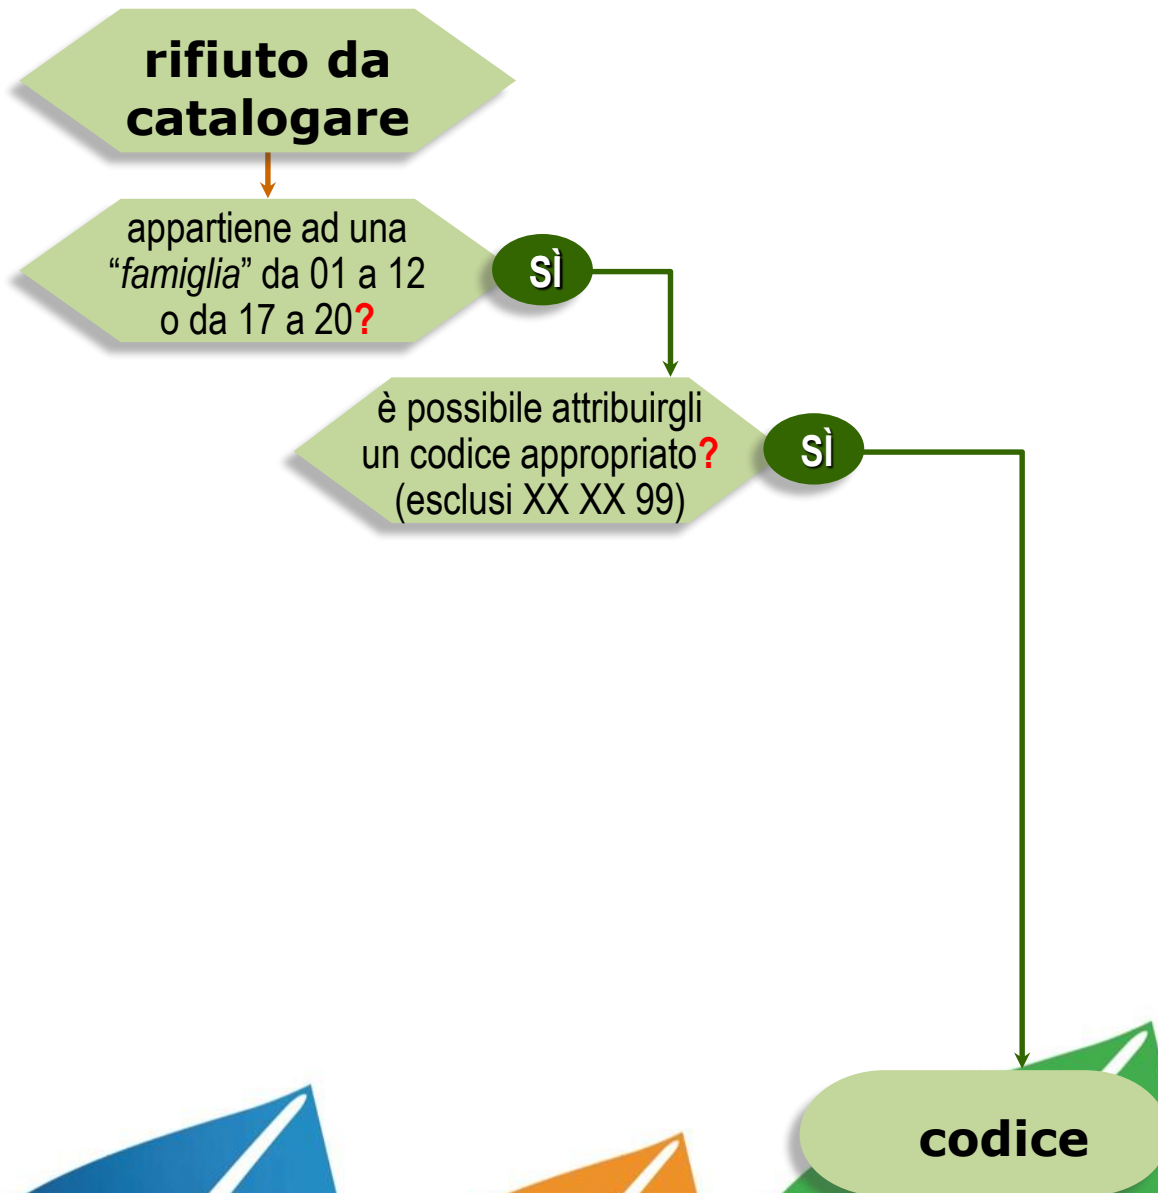 rifiuto da
catalogare
appartiene ad una
“famiglia” da 01 a 12
o da 17 a 20?
SÌ
è possibile attribuirgli
un codice appropriato?
(esclusi XX XX 99)
SÌ
codice